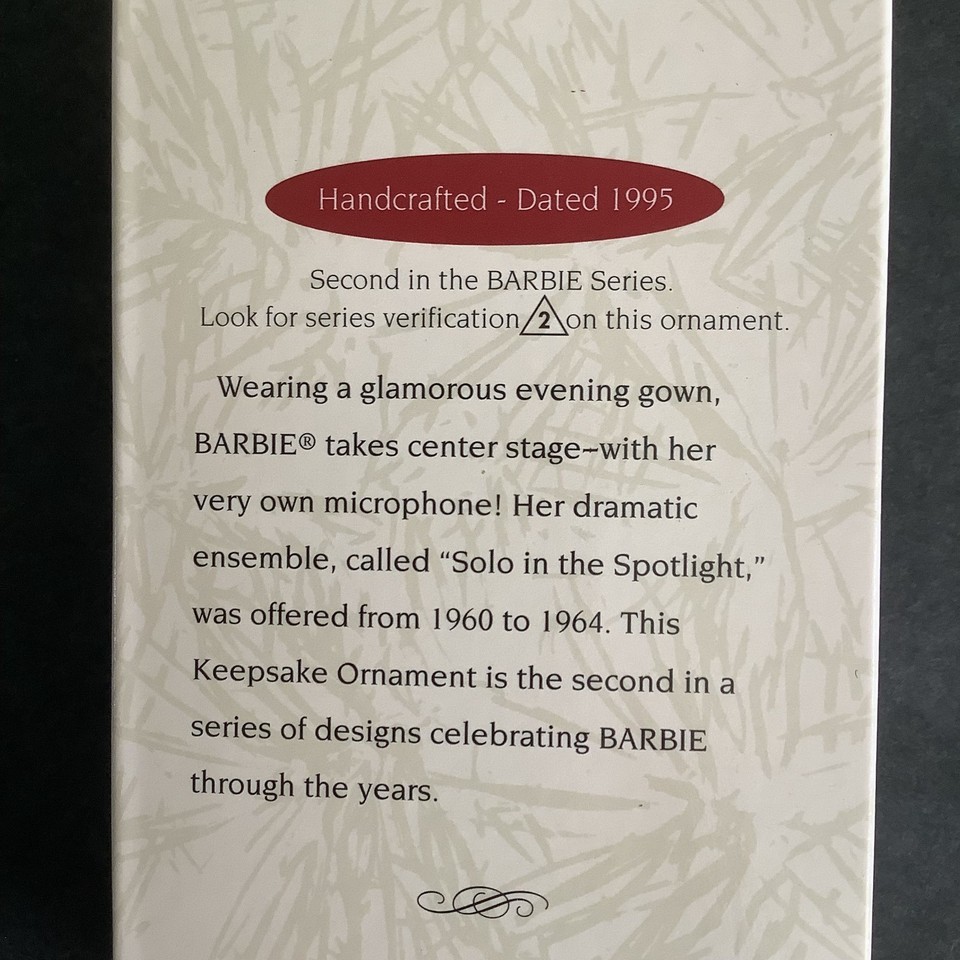 Handcrafted - Dated 1995
Second in the BARBIE Series.
Look for series verification 2 on this ornament.
Wearing a glamorous evening gown,
BARBIE® takes center stage–with her
very own microphone! Her dramatic
ensemble, called “Solo in the Spotlight,”
was offered from 1960 to 1964. This
Keepsake Ornament is the second in a
series of designs celebrating BARBIE
through the years.